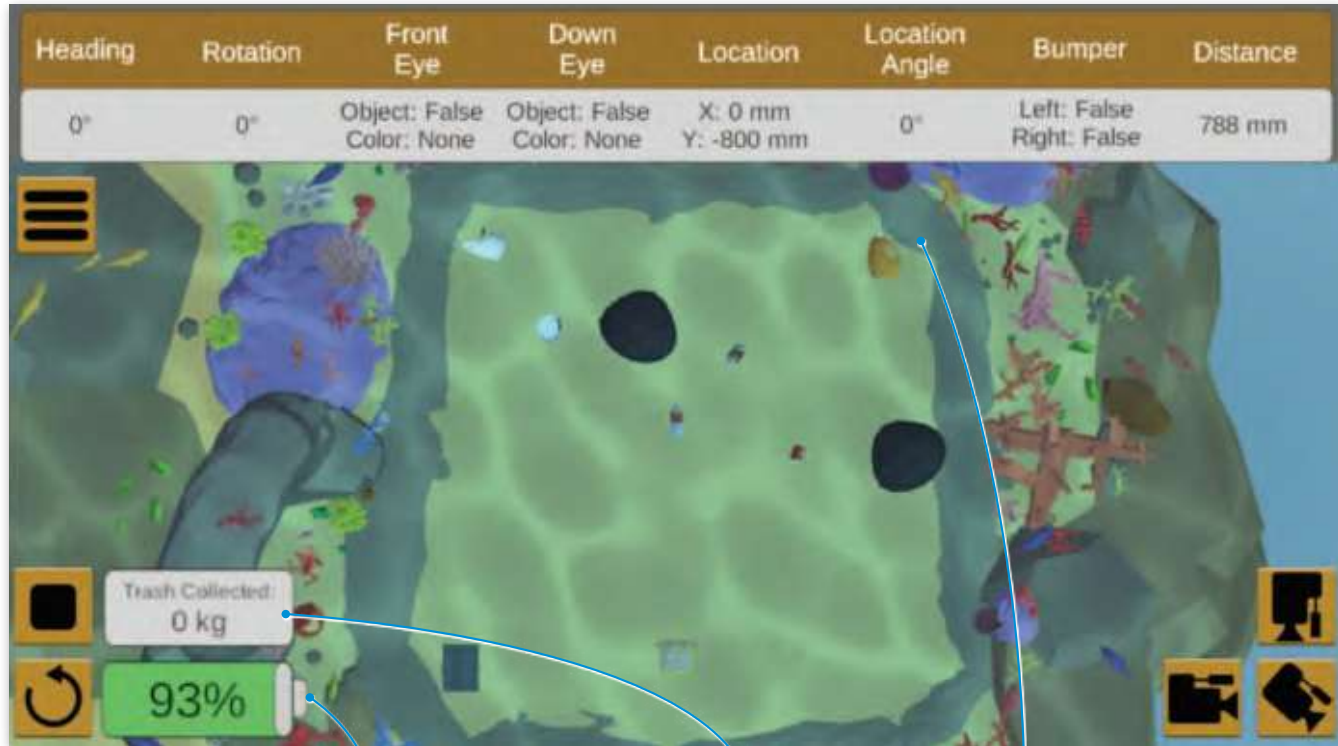 Heading
Rotation
Front
Eye
Down
Eye
Location
Location
Angle
Bumper
Distance
0°
0°
Object: False
Color: None
Object: False
Color: None
X: 0 mm
Y: -800 mm
0°
Left: False
Right: False
788 mm
Trash Collected:
0 kg
93%